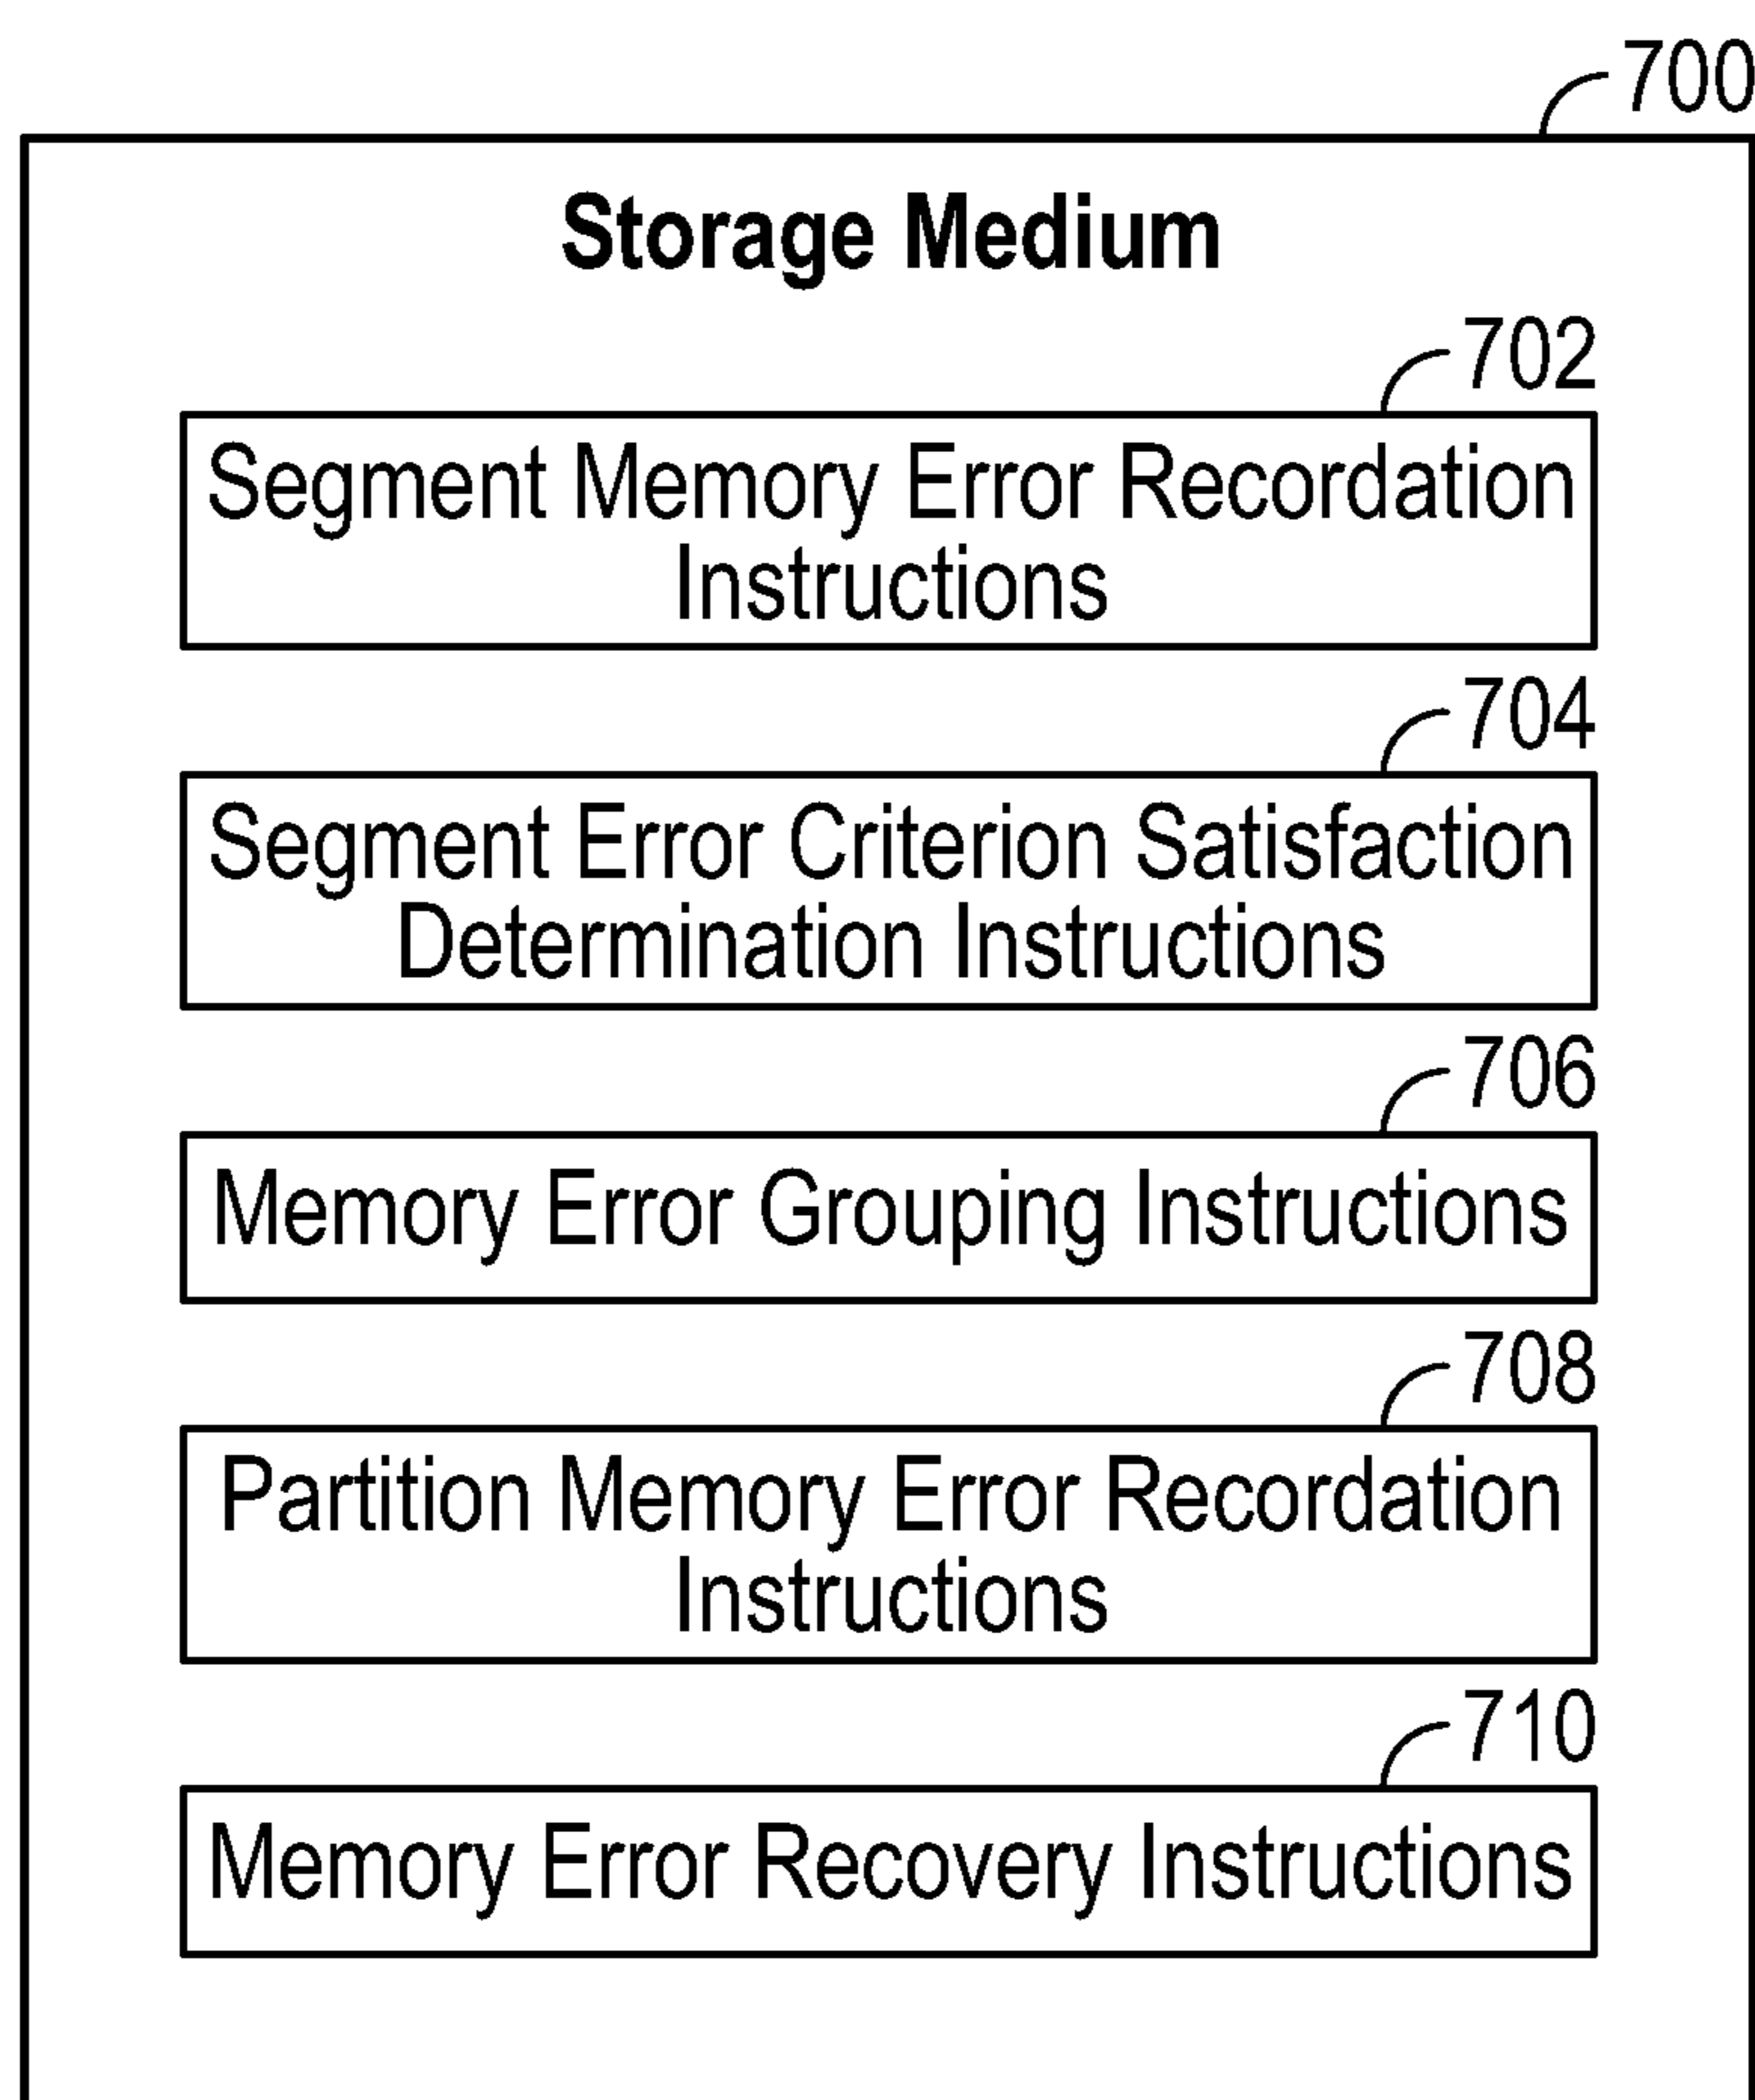 700
Storage Medium
702
Segment Memory Error Recordation
Instructions
704
Segment Error Criterion Satisfaction
Determination Instructions
706
Memory Error Grouping Instructions
708
Partition Memory Error Recordation
Instructions
710
Memory Error Recovery Instructions